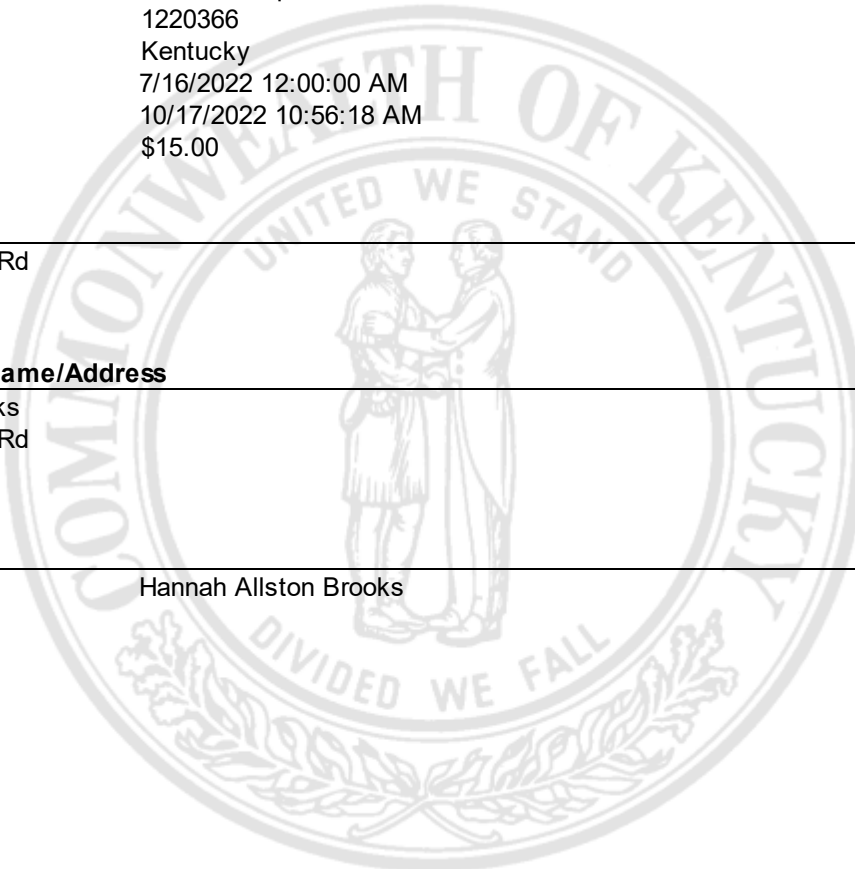 1220366
Kentucky
7/16/2022 12:00:00 AM
10/17/2022 10:56:18 AM
$15.00
Rd
ame/Address
ks
Rd
Hannah Allston Brooks
COMMONWEALTH OF KENTUCKY
UNITED WE STAND
DIVIDED WE FALL